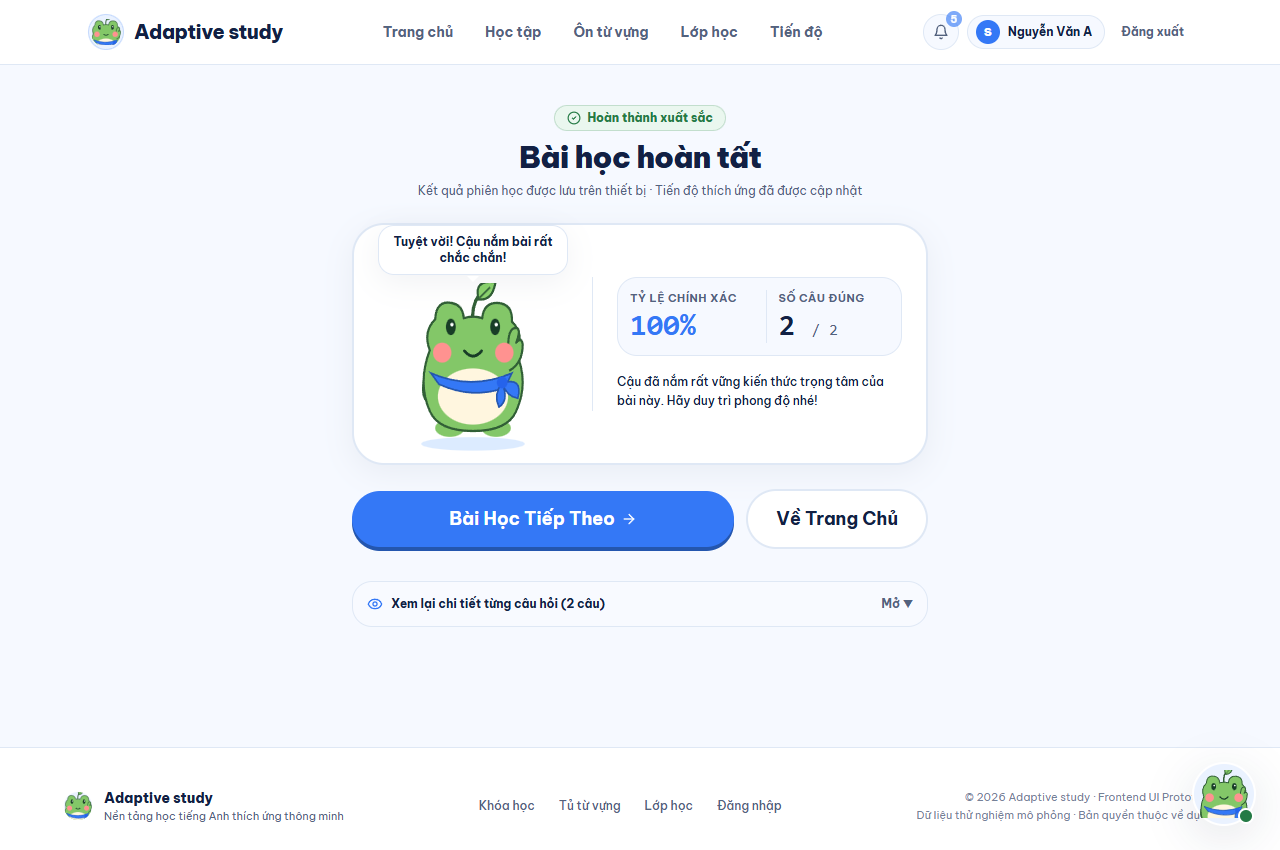 Adaptive study
Trang chủ
Học tập
Ôn từ vựng
Lớp học
Tiến độ
5
S
Nguyễn Văn A
Đăng xuất
Hoàn thành xuất sắc
Bài học hoàn tất
Kết quả phiên học được lưu trên thiết bị · Tiến độ thích ứng đã được cập nhật
Tuyệt vời! Cậu nắm bài rất
chắc chắn!
TỶ LỆ CHÍNH XÁC
100%
SỐ CÂU ĐÚNG
2 / 2
Cậu đã nắm rất vững kiến thức trọng tâm của
bài này. Hãy duy trì phong độ nhé!
Bài Học Tiếp Theo →
Về Trang Chủ
Xem lại chi tiết từng câu hỏi (2 câu)
Mở ▼
Adaptive study
Nền tảng học tiếng Anh thích ứng thông minh
Khóa học
Tủ từ vựng
Lớp học
Đăng nhập
© 2026 Adaptive study · Frontend UI Proto
Dữ liệu thử nghiệm mô phỏng · Bản quyền thuộc về dự